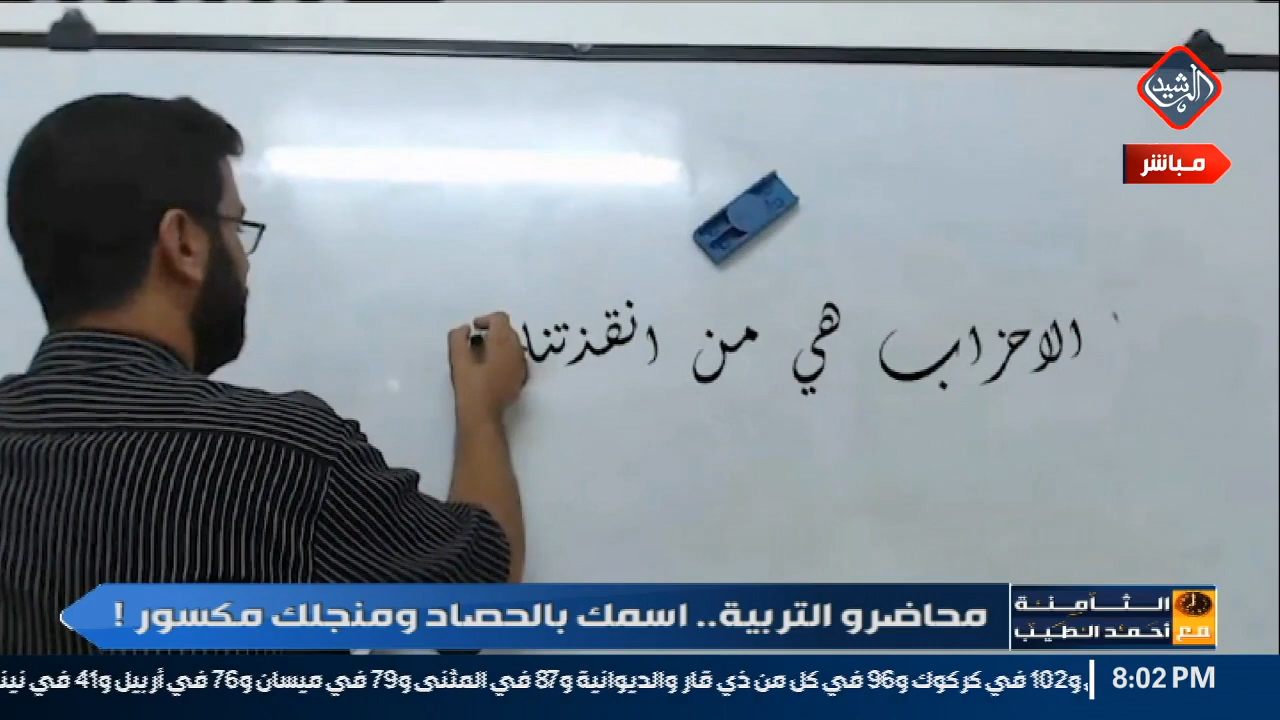 الرشيد
مباشر
الاحزاب هي من انقذتنا
الثامنة
مع أحمد الطيب
محاضرو التربية.. اسمك بالحصاد ومنجلك مكسور !
8:02 PM
و102 في كركوك و96 في كل من ذي قار والديوانية و87 في المثنى و79 في ميسان و76 في أربيل و41 في